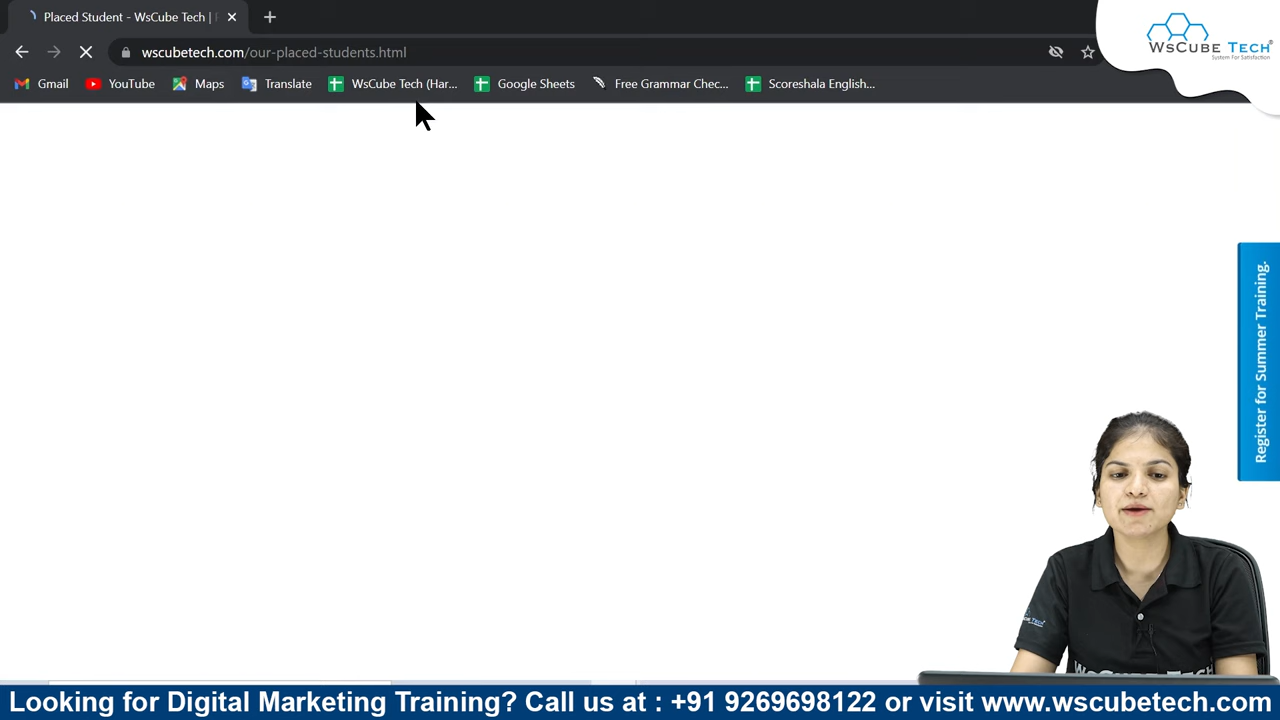 Placed Student - WsCube Tech |
wscubetech.com/our-placed-students.html
Gmail
YouTube
Maps
Translate
WsCube Tech (Har...
Google Sheets
Free Grammar Chec...
Scoreshala English...
WsCube Tech®
System For Satisfaction
Register for Summer Training.
WsCube Tech
Looking for Digital Marketing Training? Call us at : +91 9269698122 or visit www.wscubetech.com